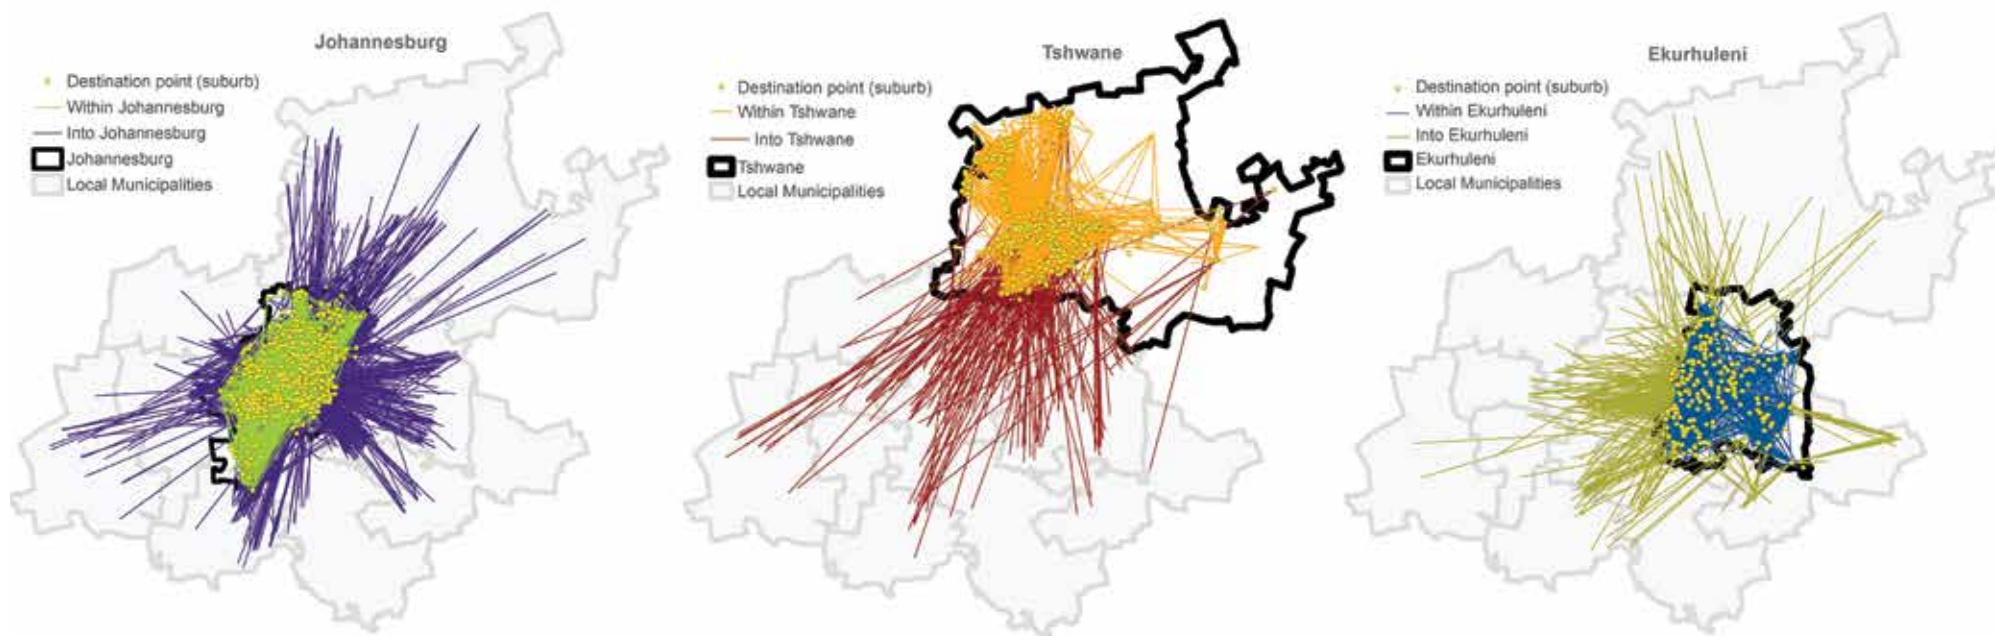 Johannesburg
Destination point (suburb)
Within Johannesburg
Into Johannesburg
Johannesburg
Local Municipalities
Tshwane
Destination point (suburb)
Within Tshwane
Into Tshwane
Tshwane
Local Municipalities
Ekurhuleni
Destination point (suburb)
Within Ekurhuleni
Into Ekurhuleni
Ekurhuleni
Local Municipalities